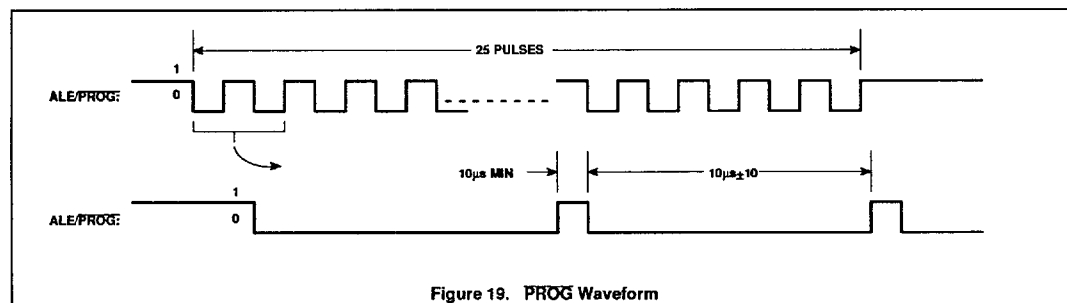 25 PULSES
1
ALE/PROG:
0
10µs MIN
10µs±10
1
ALE/PROG:
0
Figure 19. PROG Waveform